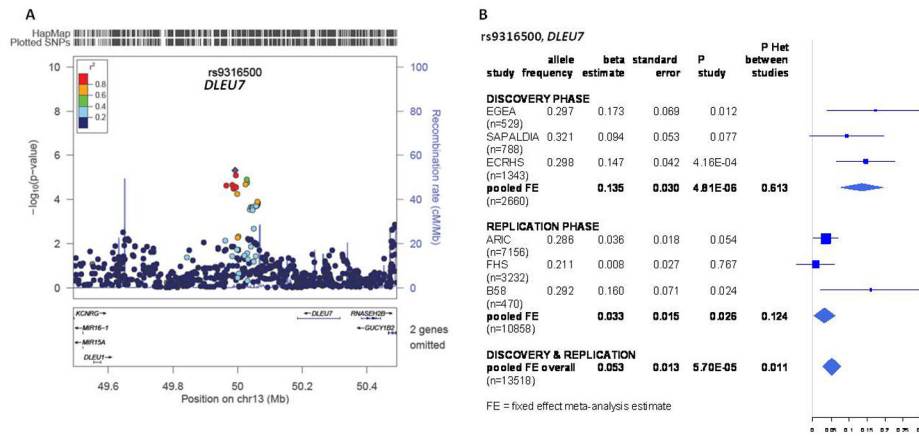 A
HapMap
Plotted SNPs
10
8
6
4
2
0
−log10(p-value)
r²
0.8
0.6
0.4
0.2
rs9316500
DLEU7
100
80
60
40
20
0
Recombination rate (cM/Mb)
KCNRG
MIR16-1
MIR15A
DLEU1
DLEU7
RNASEH2B
GUCY1B2
2 genes
omitted
49.6 49.8 50 50.2 50.4
Position on chr13 (Mb)
B
rs9316500, DLEU7
P Het
allele beta standard P between
study frequency estimate error study studies
DISCOVERY PHASE
EGEA 0.297 0.173 0.069 0.012
(n=529)
SAPALDIA 0.321 0.094 0.053 0.077
(n=788)
ECRHS 0.298 0.147 0.042 4.16E-04
(n=1343)
pooled FE 0.135 0.030 4.81E-06 0.613
(n=2660)
REPLICATION PHASE
ARIC 0.286 0.036 0.018 0.054
(n=7156)
FHS 0.211 0.008 0.027 0.767
(n=3232)
B58 0.292 0.160 0.071 0.024
(n=470)
pooled FE 0.033 0.015 0.026 0.124
(n=10858)
DISCOVERY & REPLICATION
pooled FE overall 0.053 0.013 5.70E-05 0.011
(n=13518)
FE = fixed effect meta-analysis estimate
0 0.05 0.1 0.15 0.2